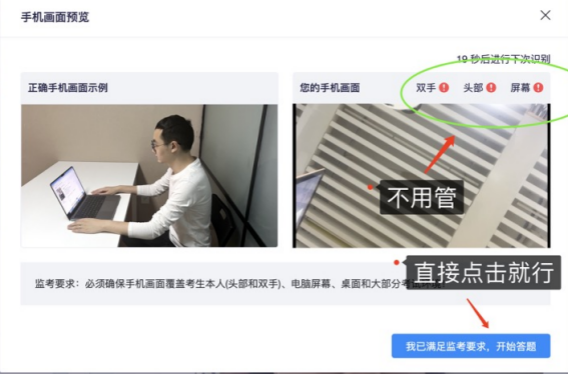 手机画面预览
19 秒后进行下次识别
正确手机画面示例
您的手机画面 双手 头部 屏幕
不用管
直接点击就行
监考要求：必须确保手机画面覆盖考生本人(头部和双手)、电脑屏幕、桌面和大部分考
我已满足监考要求，开始答题